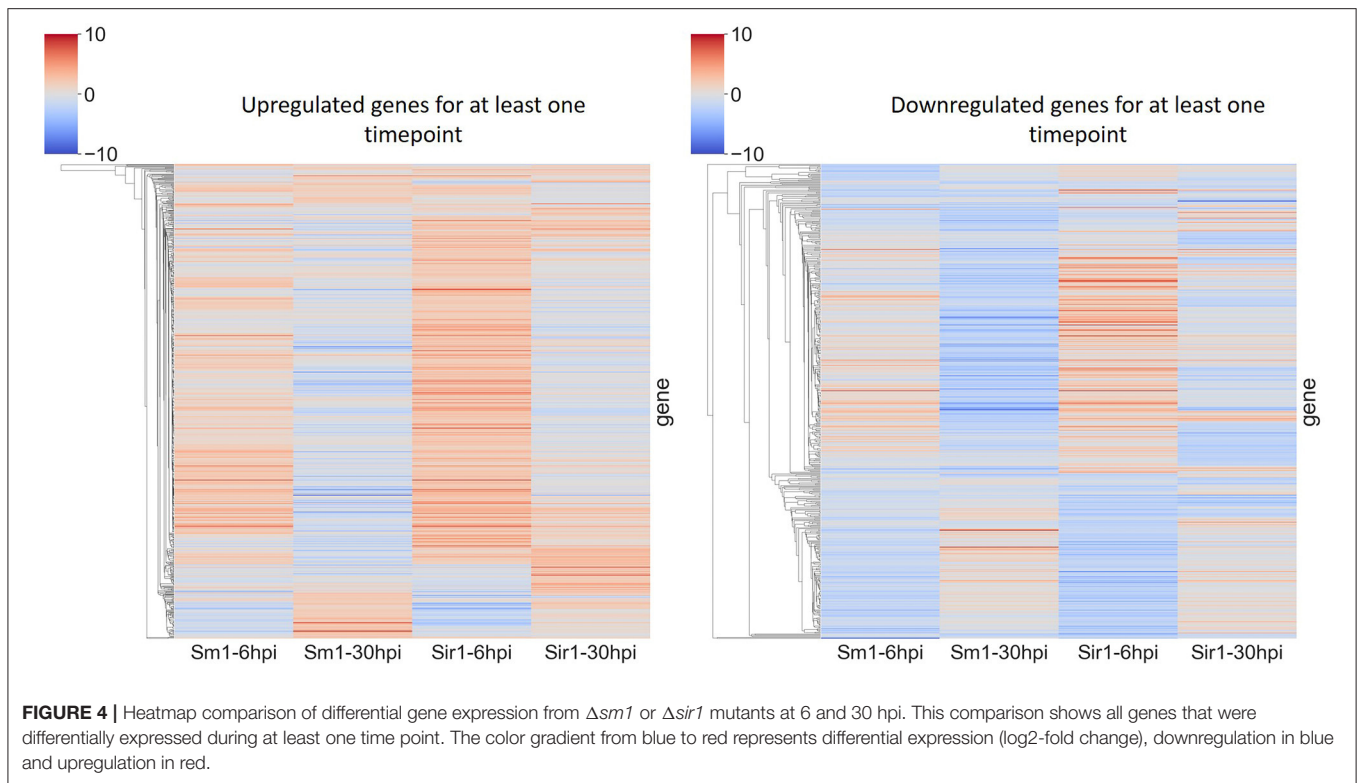 10
0
−10
Upregulated genes for at least one
timepoint
gene
Sm1-6hpi Sm1-30hpi Sir1-6hpi Sir1-30hpi
10
0
−10
Downregulated genes for at least one
timepoint
gene
Sm1-6hpi Sm1-30hpi Sir1-6hpi Sir1-30hpi
FIGURE 4 | Heatmap comparison of differential gene expression from Δsm1 or Δsir1 mutants at 6 and 30 hpi. This comparison shows all genes that were
differentially expressed during at least one time point. The color gradient from blue to red represents differential expression (log2-fold change), downregulation in blue
and upregulation in red.